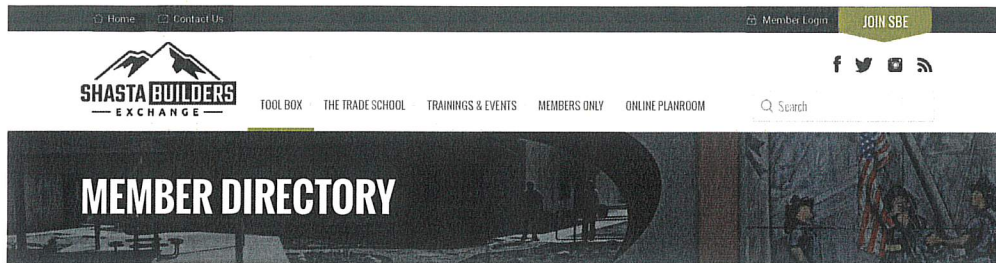 Home Contact Us Member Login JOIN SBE
SHASTA BUILDERS
EXCHANGE
TOOL BOX THE TRADE SCHOOL TRAININGS & EVENTS MEMBERS ONLY ONLINE PLANROOM Search
MEMBER DIRECTORY